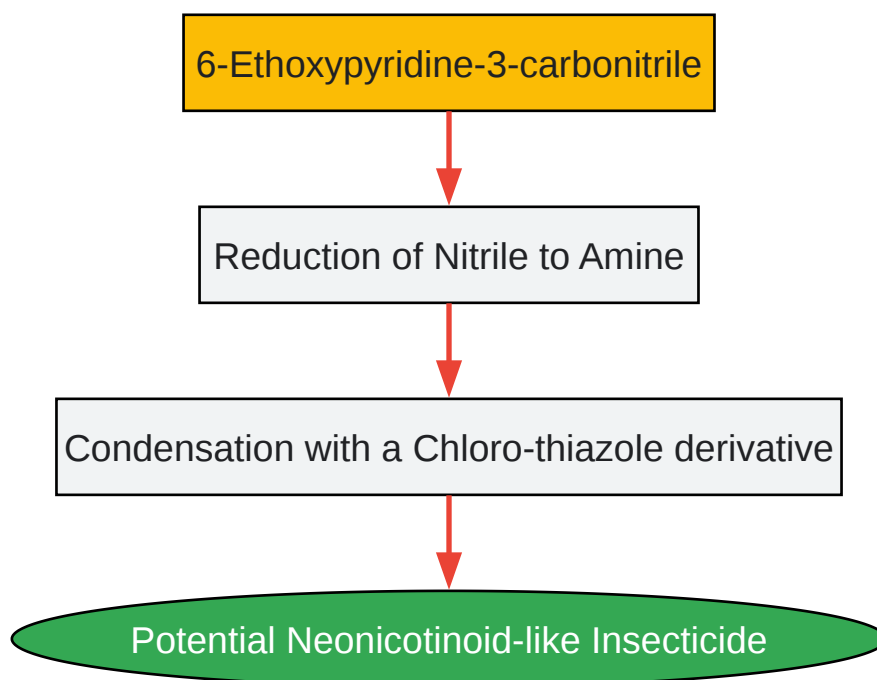 6-Ethoxypyridine-3-carbonitrile
Reduction of Nitrile to Amine
Condensation with a Chloro-thiazole derivative
Potential Neonicotinoid-like Insecticide